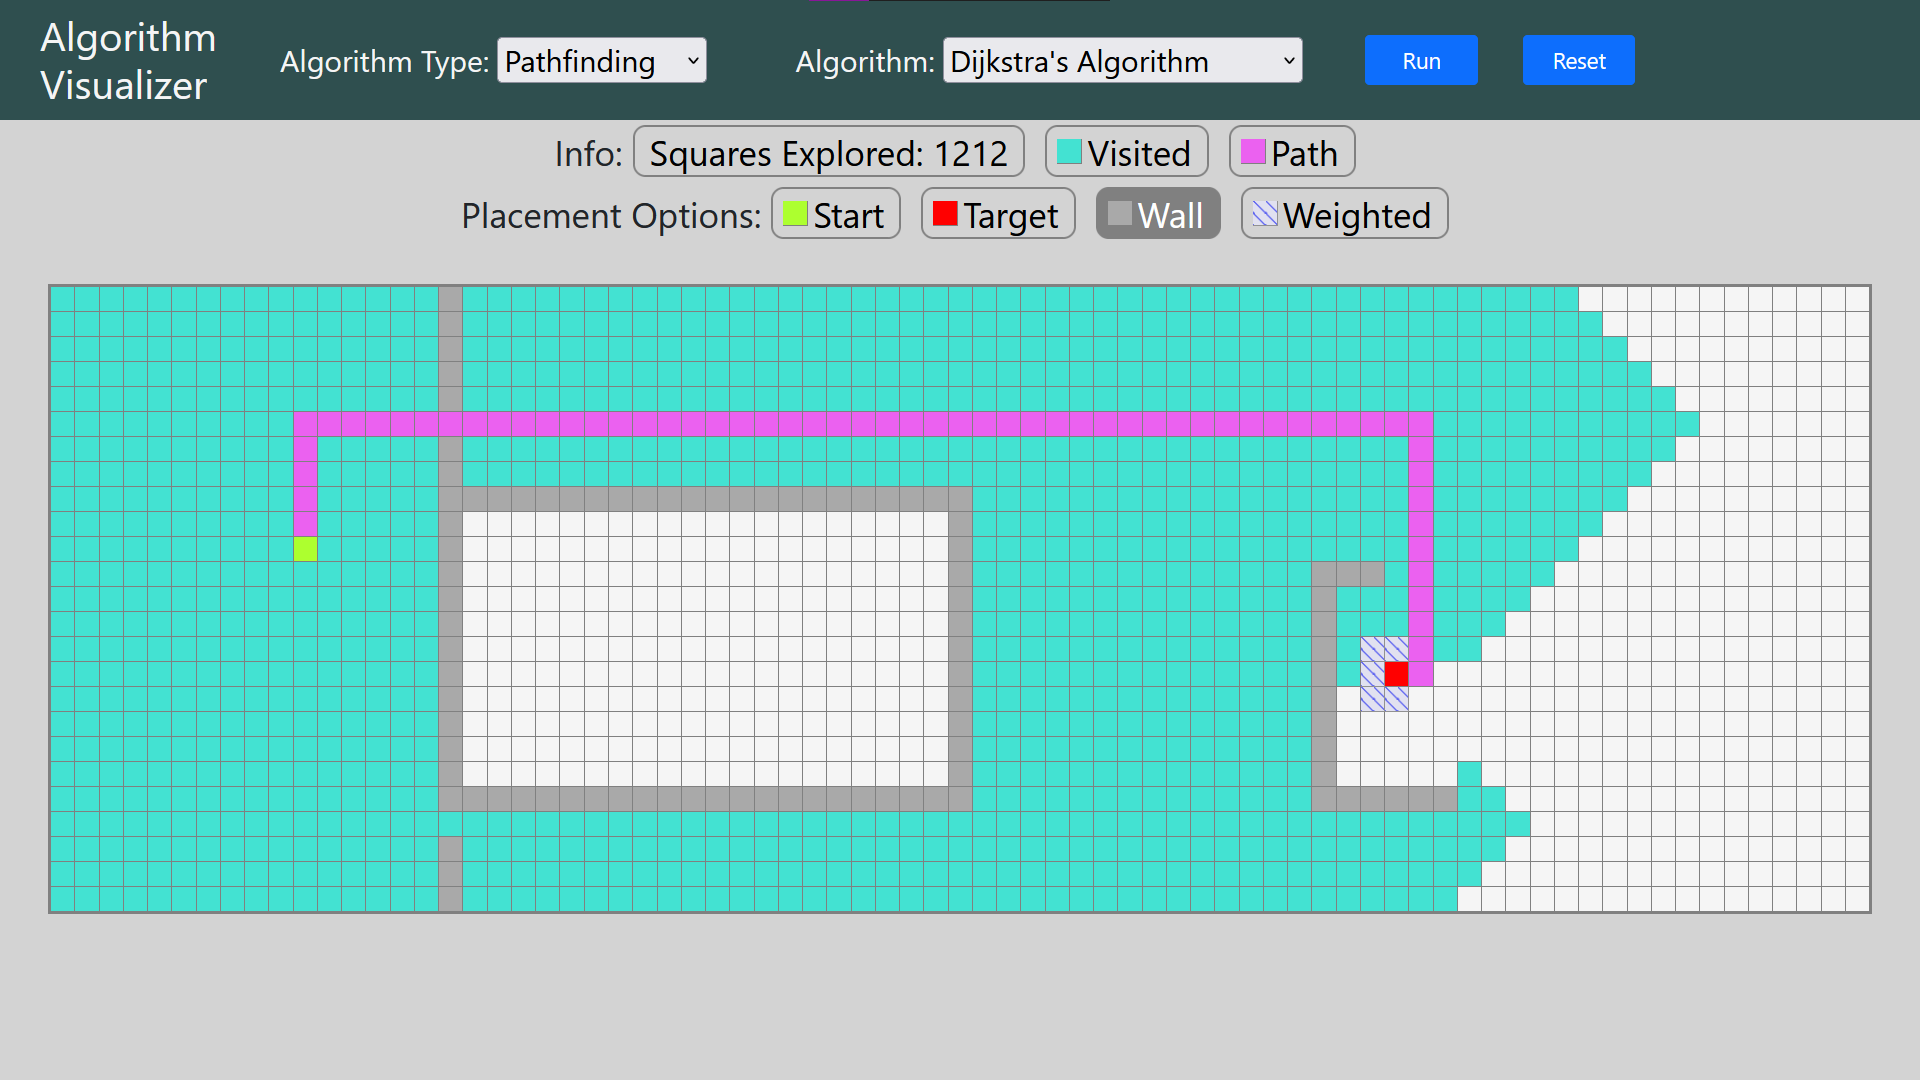 Algorithm
Visualizer
Algorithm Type: Pathfinding
Algorithm: Dijkstra's Algorithm
Run
Reset
Info: Squares Explored: 1212 Visited Path
Placement Options: Start Target Wall Weighted